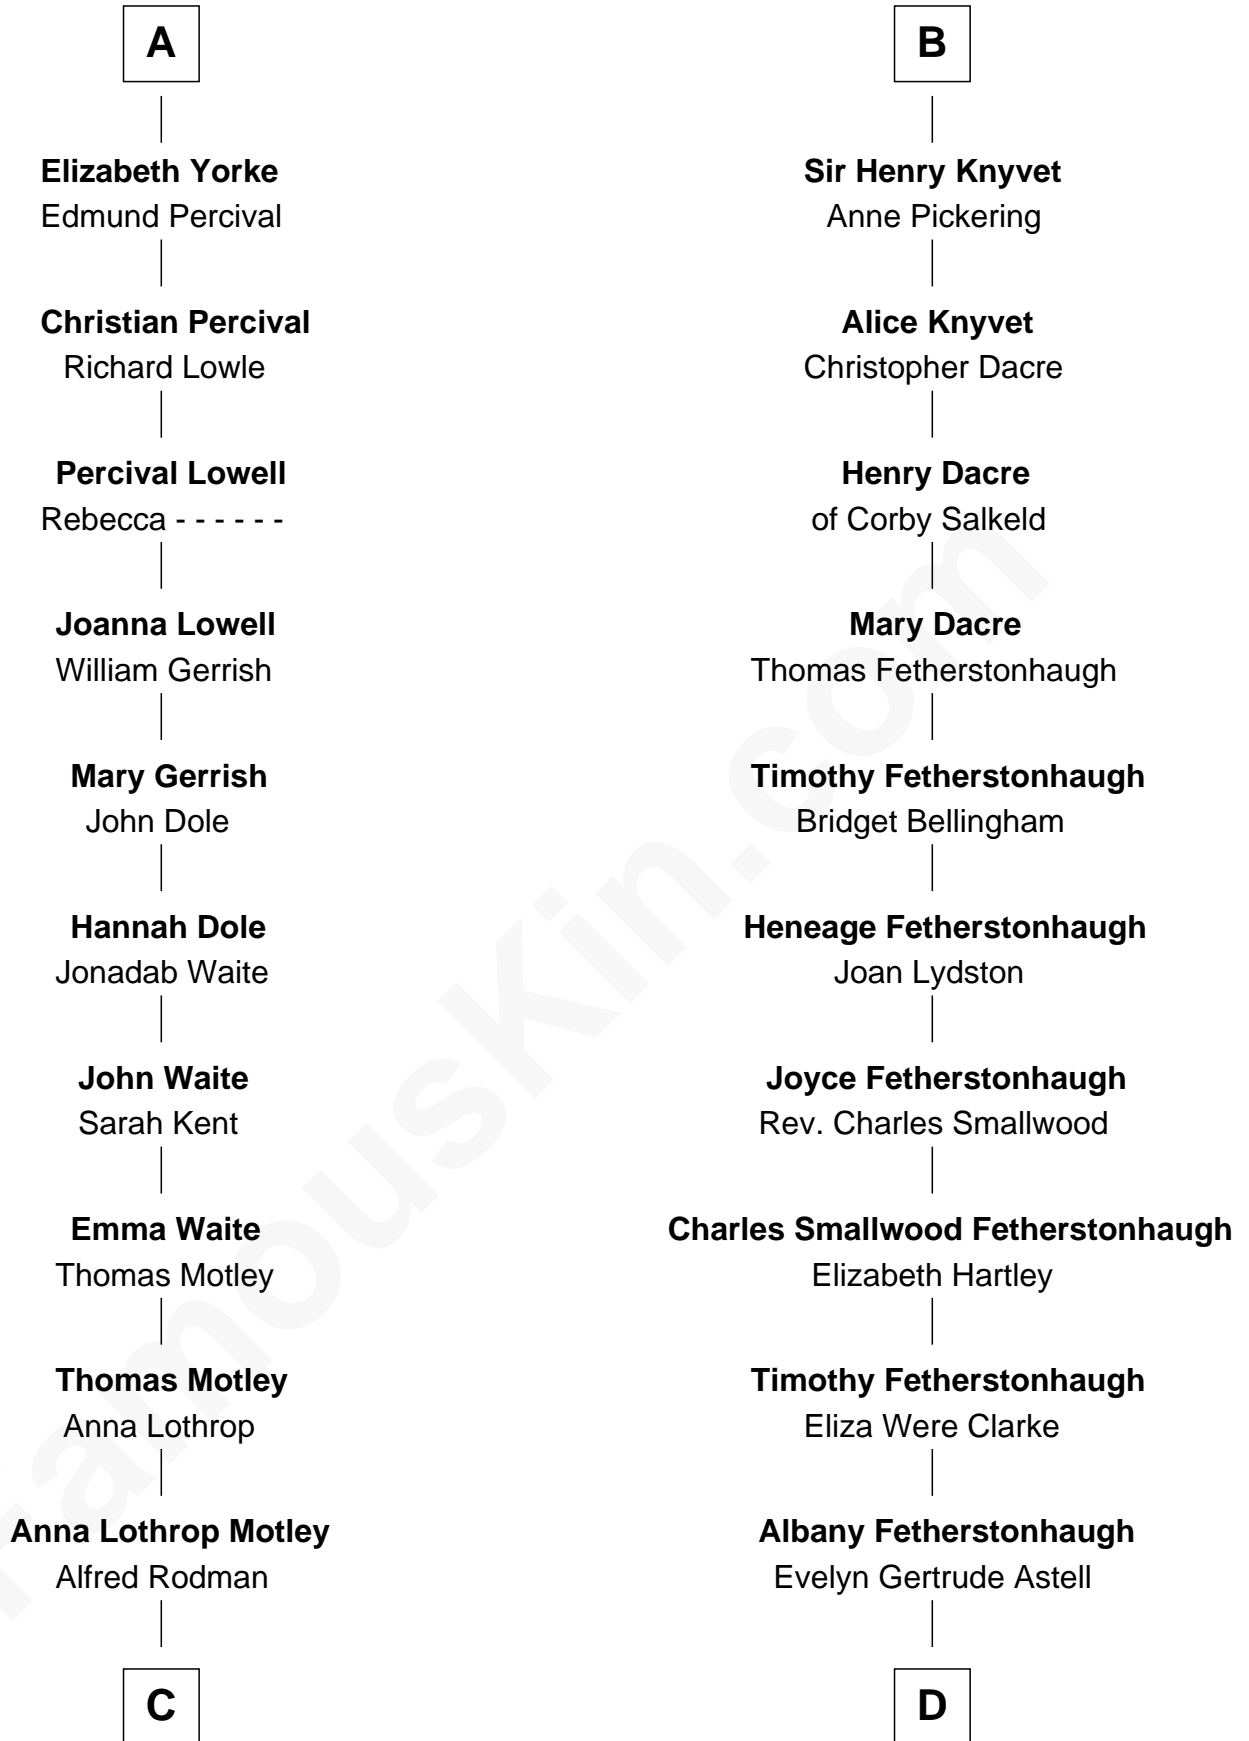 A
Elizabeth Yorke
Edmund Percival
Christian Percival
Richard Lowle
Percival Lowell
Rebecca - - - - - -
Joanna Lowell
William Gerrish
Mary Gerrish
John Dole
Hannah Dole
Jonadab Waite
John Waite
Sarah Kent
Emma Waite
Thomas Motley
Thomas Motley
Anna Lothrop
Anna Lothrop Motley
Alfred Rodman
C
B
Sir Henry Knyvet
Anne Pickering
Alice Knyvet
Christopher Dacre
Henry Dacre
of Corby Salkeld
Mary Dacre
Thomas Fetherstonhaugh
Timothy Fetherstonhaugh
Bridget Bellingham
Heneage Fetherstonhaugh
Joan Lydston
Joyce Fetherstonhaugh
Rev. Charles Smallwood
Charles Smallwood Fetherstonhaugh
Elizabeth Hartley
Timothy Fetherstonhaugh
Eliza Were Clarke
Albany Fetherstonhaugh
Evelyn Gertrude Astell
D
FamousKin.com